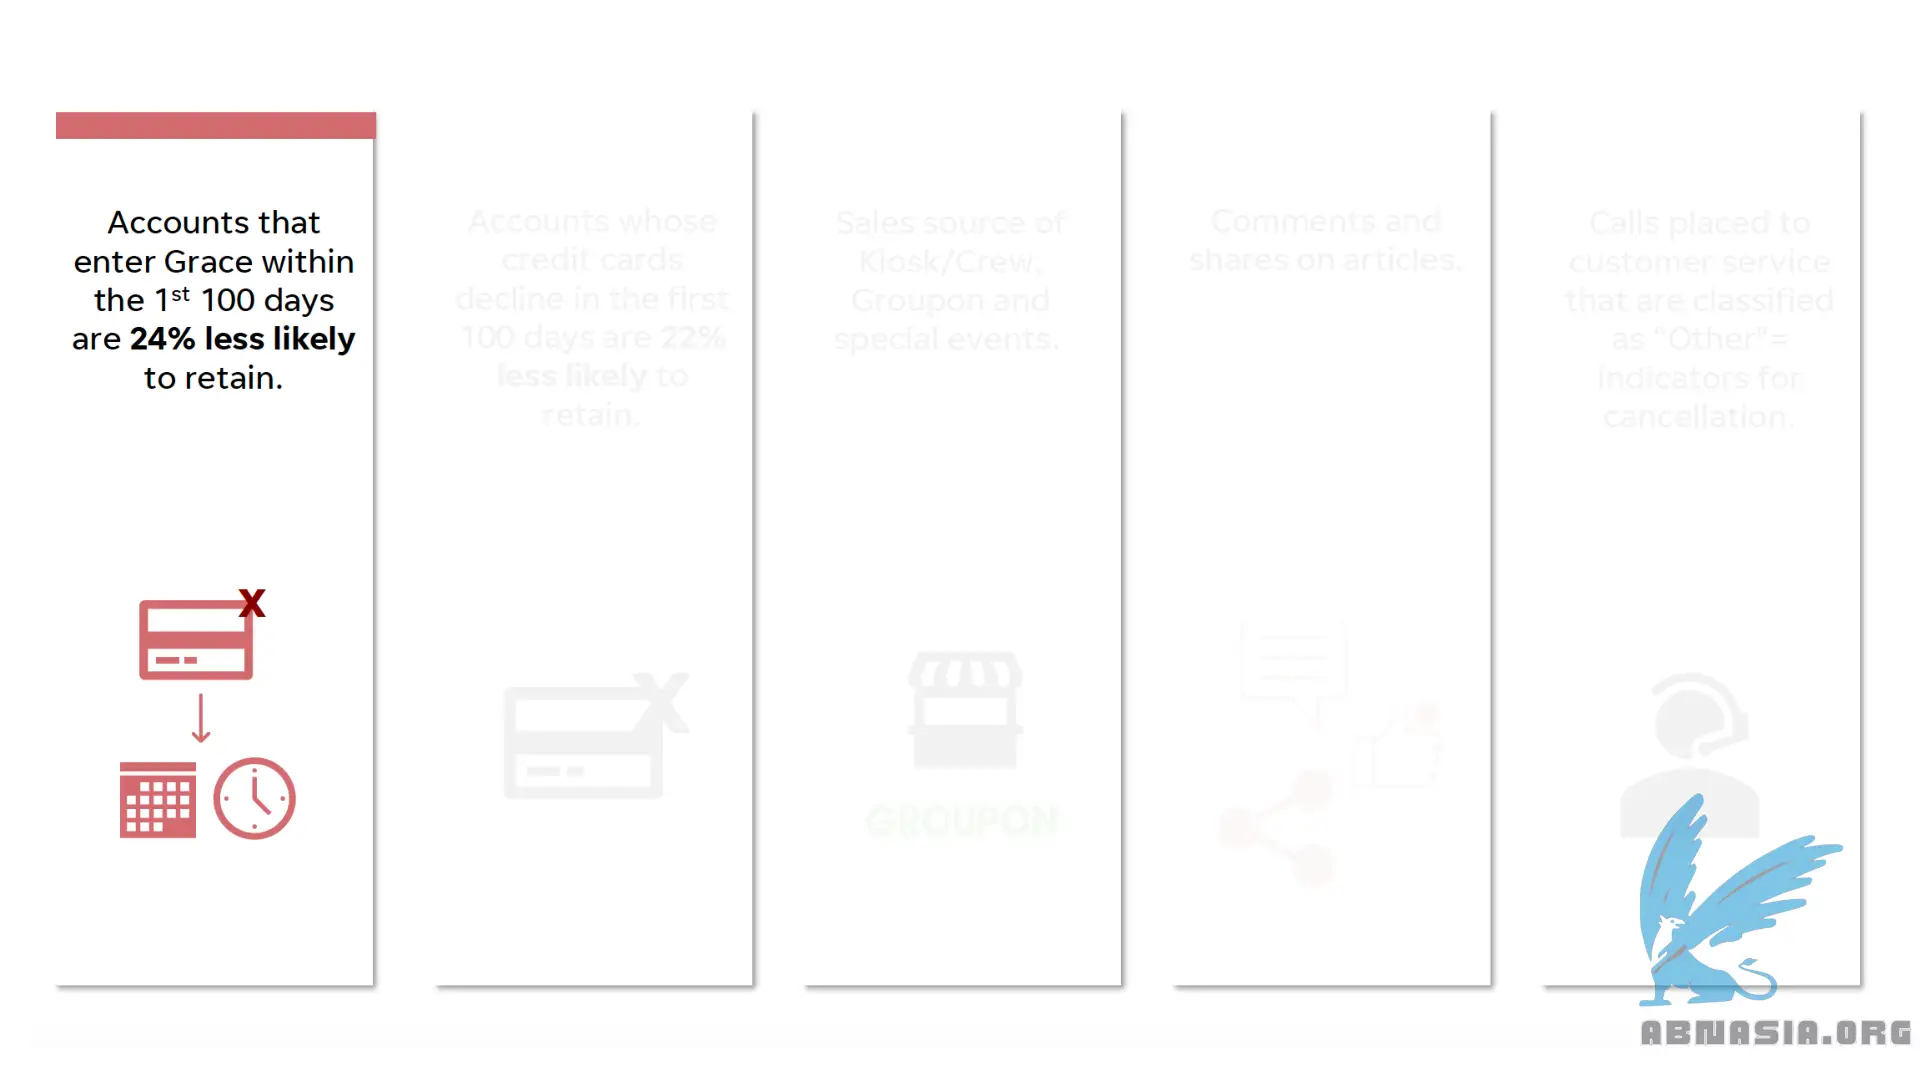 Accounts that
enter Grace within
the 1st 100 days
are 24% less likely
to retain.
X
Accounts whose
credit cards
decline in the first
100 days are 22%
less likely to
retain.
X
Sales source of
Kiosk/Crew,
Groupon and
special events.
GROUPON
Comments and
shares on articles.
Calls placed to
customer service
that are classified
as "Other"=
indicators for
cancellation.
ABNASIA.ORG